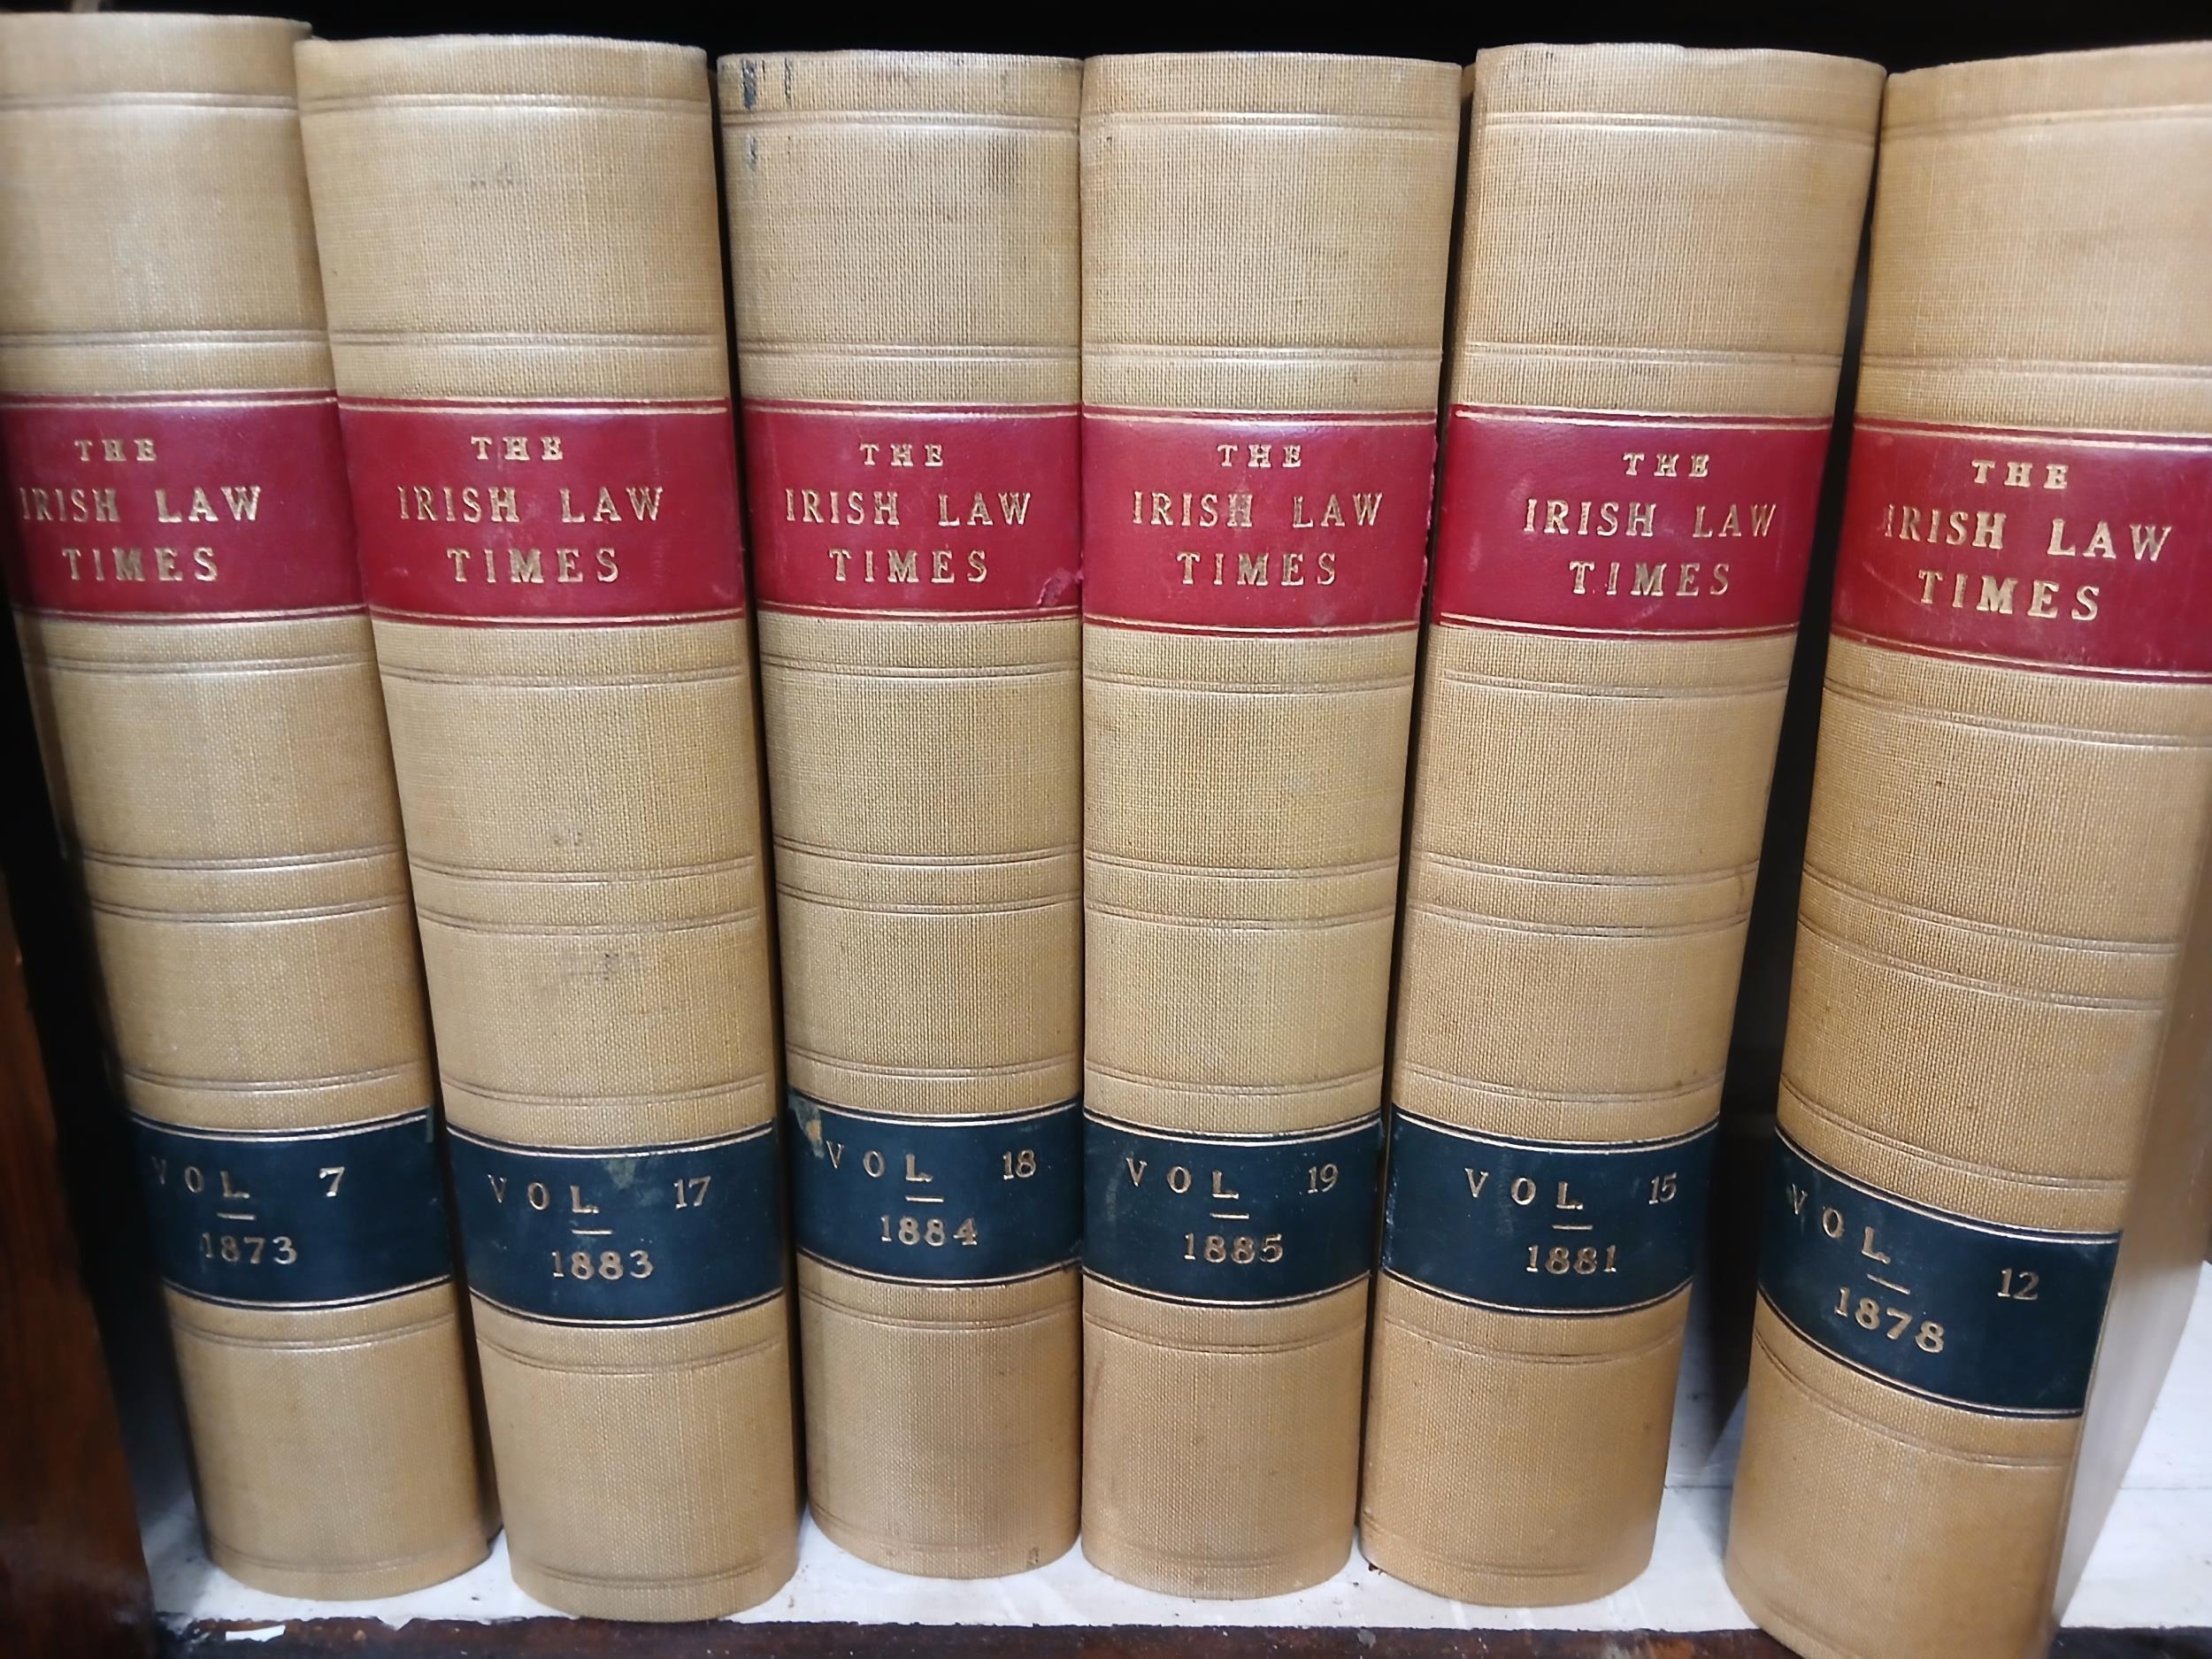 THE
IRISH LAW
TIMES
VOL. 7
1873
THE
IRISH LAW
TIMES
VOL. 17
1883
THE
IRISH LAW
TIMES
VOL. 18
1884
THE
IRISH LAW
TIMES
VOL. 19
1885
THE
IRISH LAW
TIMES
VOL. 15
1881
THE
IRISH LAW
TIMES
VOL. 12
1878